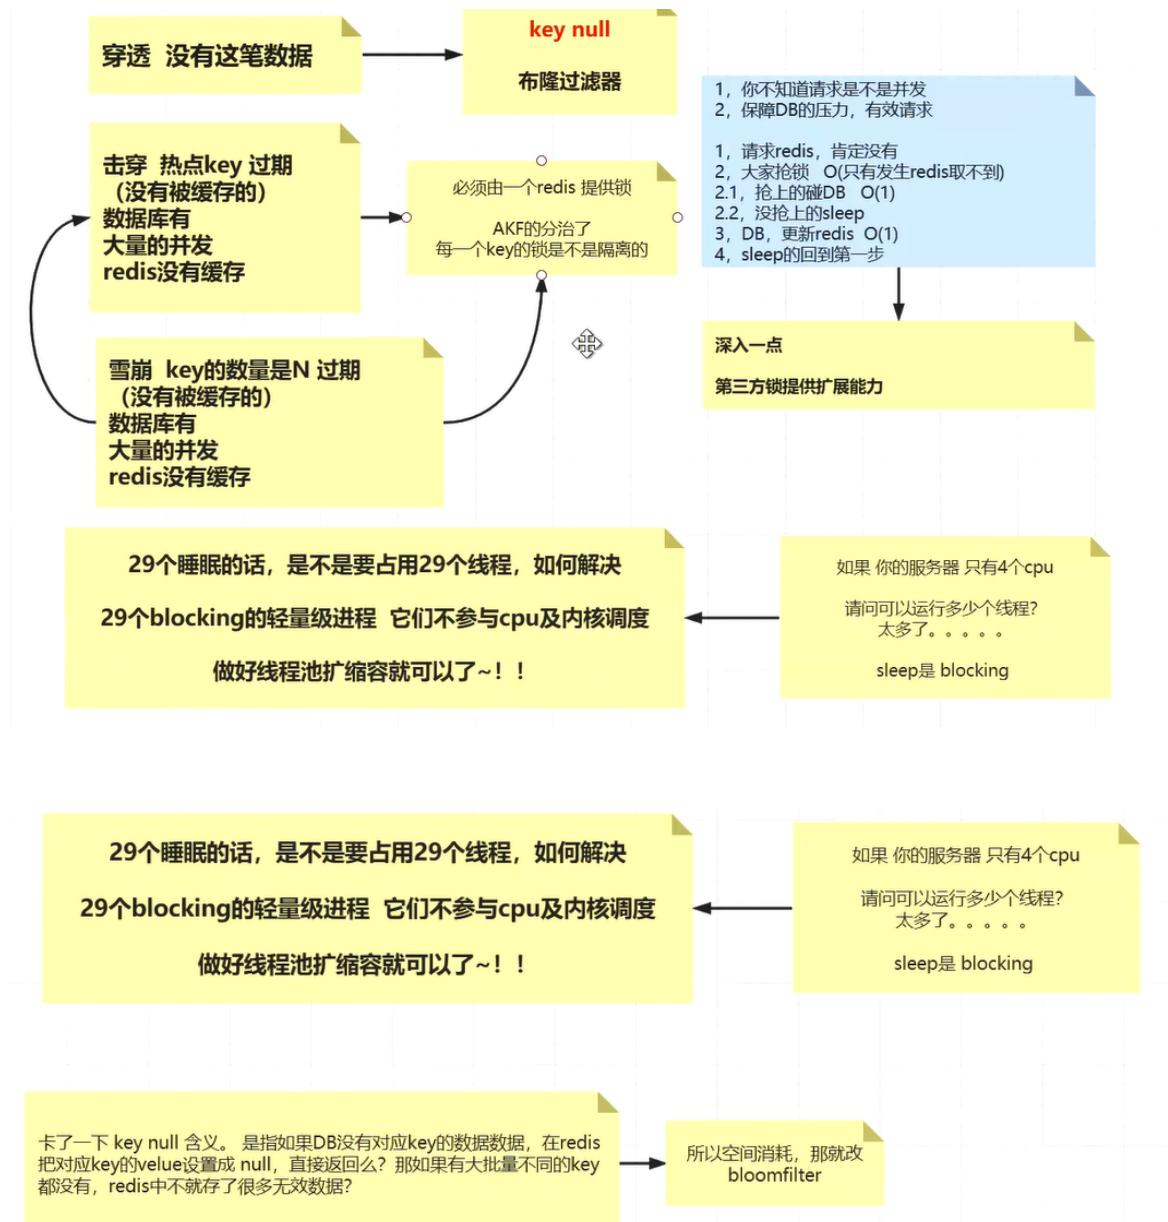 穿透  没有这笔数据
key null
布隆过滤器
击穿  热点key 过期
（没有被缓存的）
数据库有
大量的并发
redis没有缓存
必须由一个redis 提供锁
AKF的分治了
每一个key的锁是不是隔离的
1，你不知道请求是不是并发
2，保障DB的压力，有效请求
1，请求redis，肯定没有
2，大家抢锁   O(只有发生redis取不到)
2.1，抢上的碰DB   O(1)
2.2，没抢上的sleep
3，DB，更新redis  O(1)
4，sleep的回到第一步
深入一点
第三方锁提供扩展能力
雪崩  key的数量是N 过期
（没有被缓存的）
数据库有
大量的并发
redis没有缓存
29个睡眠的话，是不是要占用29个线程，如何解决
29个blocking的轻量级进程  它们不参与cpu及内核调度
做好线程池扩缩容就可以了~！！
如果 你的服务器 只有4个cpu
请问可以运行多少个线程？
太多了。。。。。
sleep是 blocking
29个睡眠的话，是不是要占用29个线程，如何解决
29个blocking的轻量级进程  它们不参与cpu及内核调度
做好线程池扩缩容就可以了~！！
如果 你的服务器 只有4个cpu
请问可以运行多少个线程？
太多了。。。。。
sleep是 blocking
卡了一下 key null 含义。 是指如果DB没有对应key的数据数据，在redis
把对应key的velue设置成 null，直接返回么？那如果有大批量不同的key
都没有，redis中不就存了很多无效数据？
所以空间消耗，那就改
bloomfilter